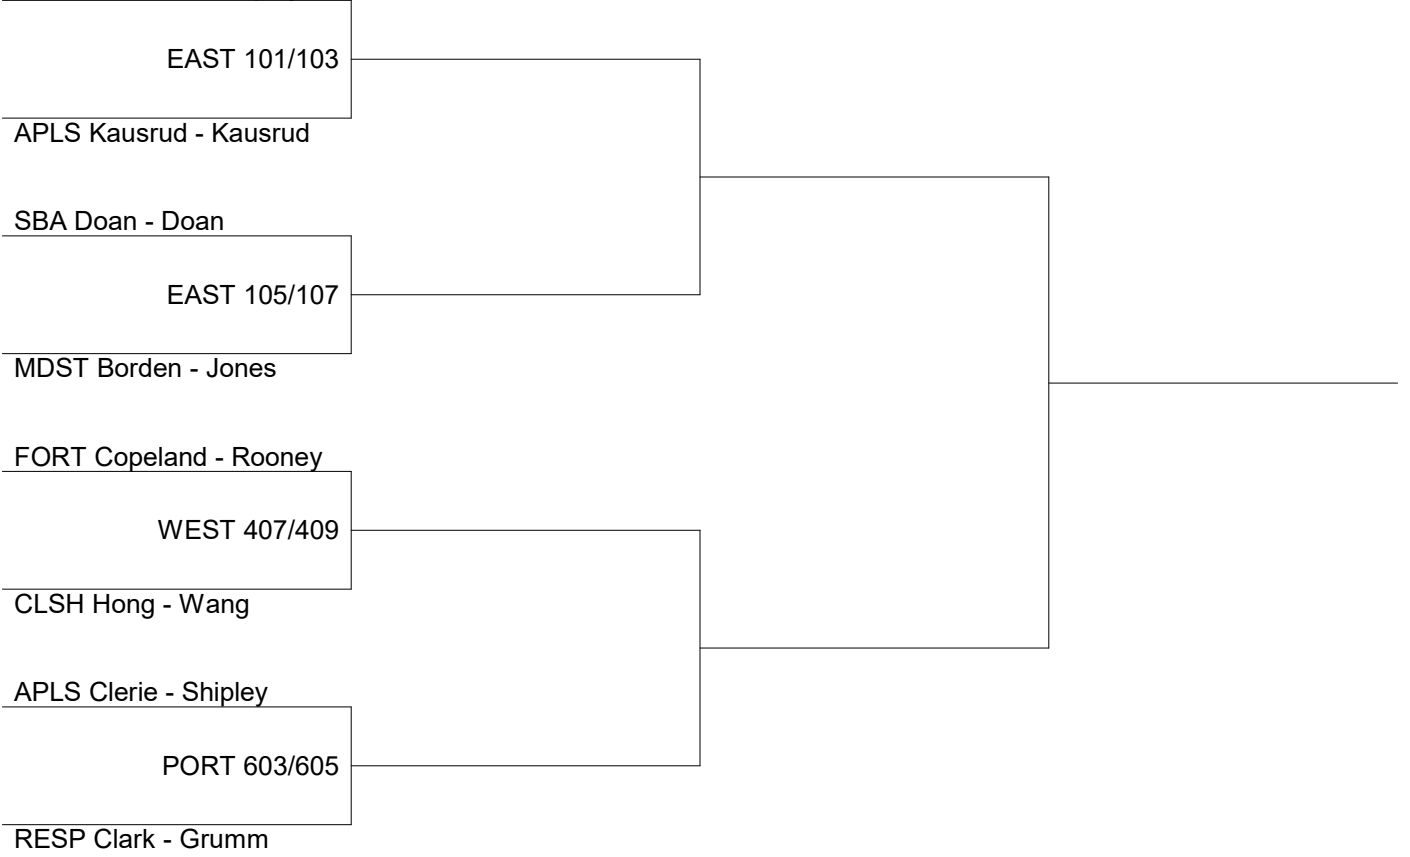 EAST 101/103
APLS Kausrud - Kausrud
SBA Doan - Doan
EAST 105/107
MDST Borden - Jones
FORT Copeland - Rooney
WEST 407/409
CLSH Hong - Wang
APLS Clerie - Shipley
PORT 603/605
RESP Clark - Grumm